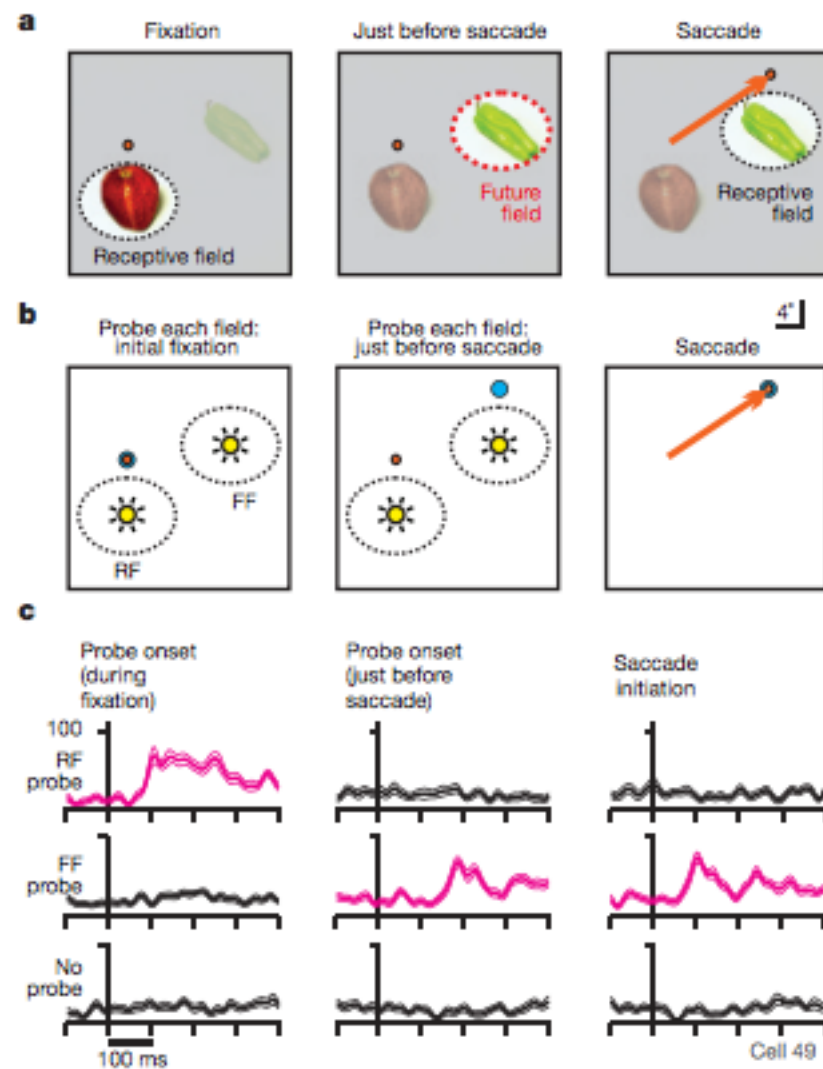 a
Fixation
Just before saccade
Saccade
Receptive field
Future
field
Receptive
field
b
4°
Probe each field:
initial fixation
Probe each field:
just before saccade
Saccade
FF
RF
c
Probe onset
(during
fixation)
Probe onset
(just before
saccade)
Saccade
initiation
100
RF
probe
FF
probe
No
probe
100 ms
Cell 49